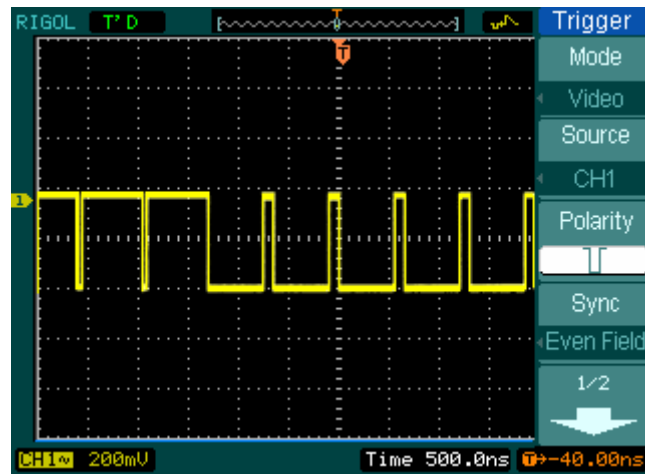 RIGOL T'D
T
Trigger
Mode
Video
Source
CH1
Polarity
Sync
Even Field
1/2
T
1
CH1 200mV Time 500.0ns T→-40.00ns